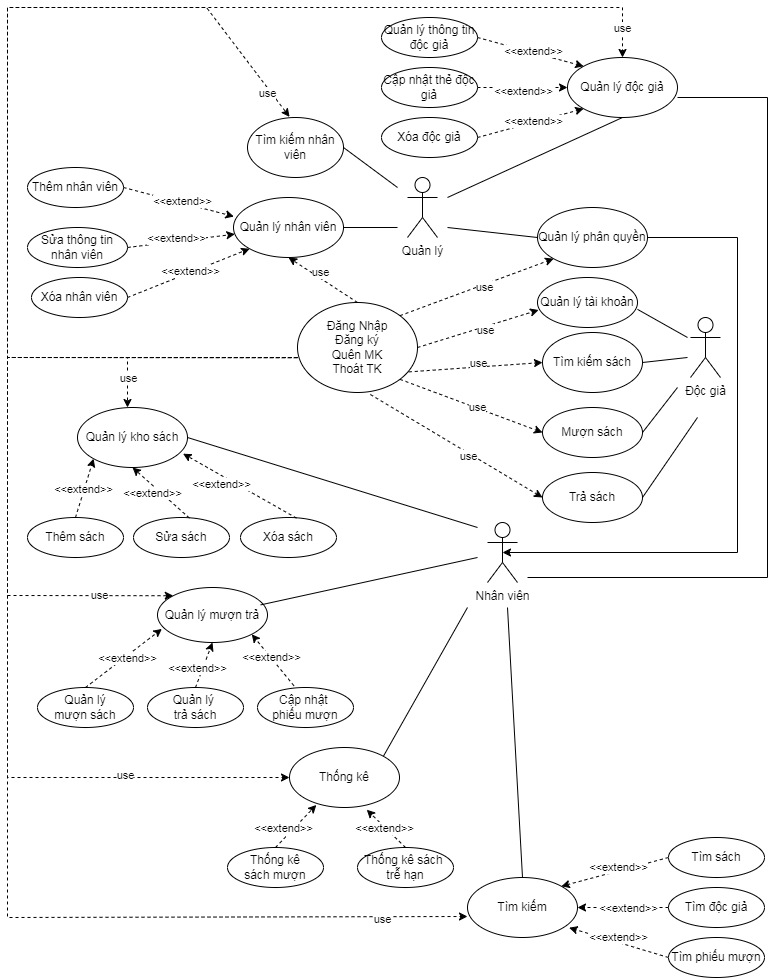 use
Quản lý thông tin
độc giả
<<extend>>
Quản lý độc giả
use
Cập nhật thẻ độc
giả
<<extend>>
<<extend>>
Xóa độc giả
Tìm kiếm nhân
viên
Thêm nhân viên
<<extend>>
Quản lý nhân viên
Sửa thông tin
nhân viên
<<extend>>
Quản lý
Quản lý phân quyền
<<extend>>
use
Xóa nhân viên
use
Quản lý tài khoản
Đăng Nhập
Đăng ký
Quên MK
Thoát TK
use
use
Tìm kiếm sách
Độc giả
use
use
Quản lý kho sách
Mượn sách
use
<<extend>>
<<extend>>
<<extend>>
Trả sách
Thêm sách
Sửa sách
Xóa sách
use
Nhân viên
Quản lý mượn trả
<<extend>>
<<extend>>
<<extend>>
Quản lý
mượn sách
Quản lý
trả sách
Cập nhật
phiếu mượn
use
Thống kê
<<extend>>
<<extend>>
Thống kê
sách mượn
Thống kê sách
trễ hạn
Tìm sách
<<extend>>
use
Tìm kiếm
<<extend>>
Tìm độc giả
<<extend>>
Tìm phiếu mượn